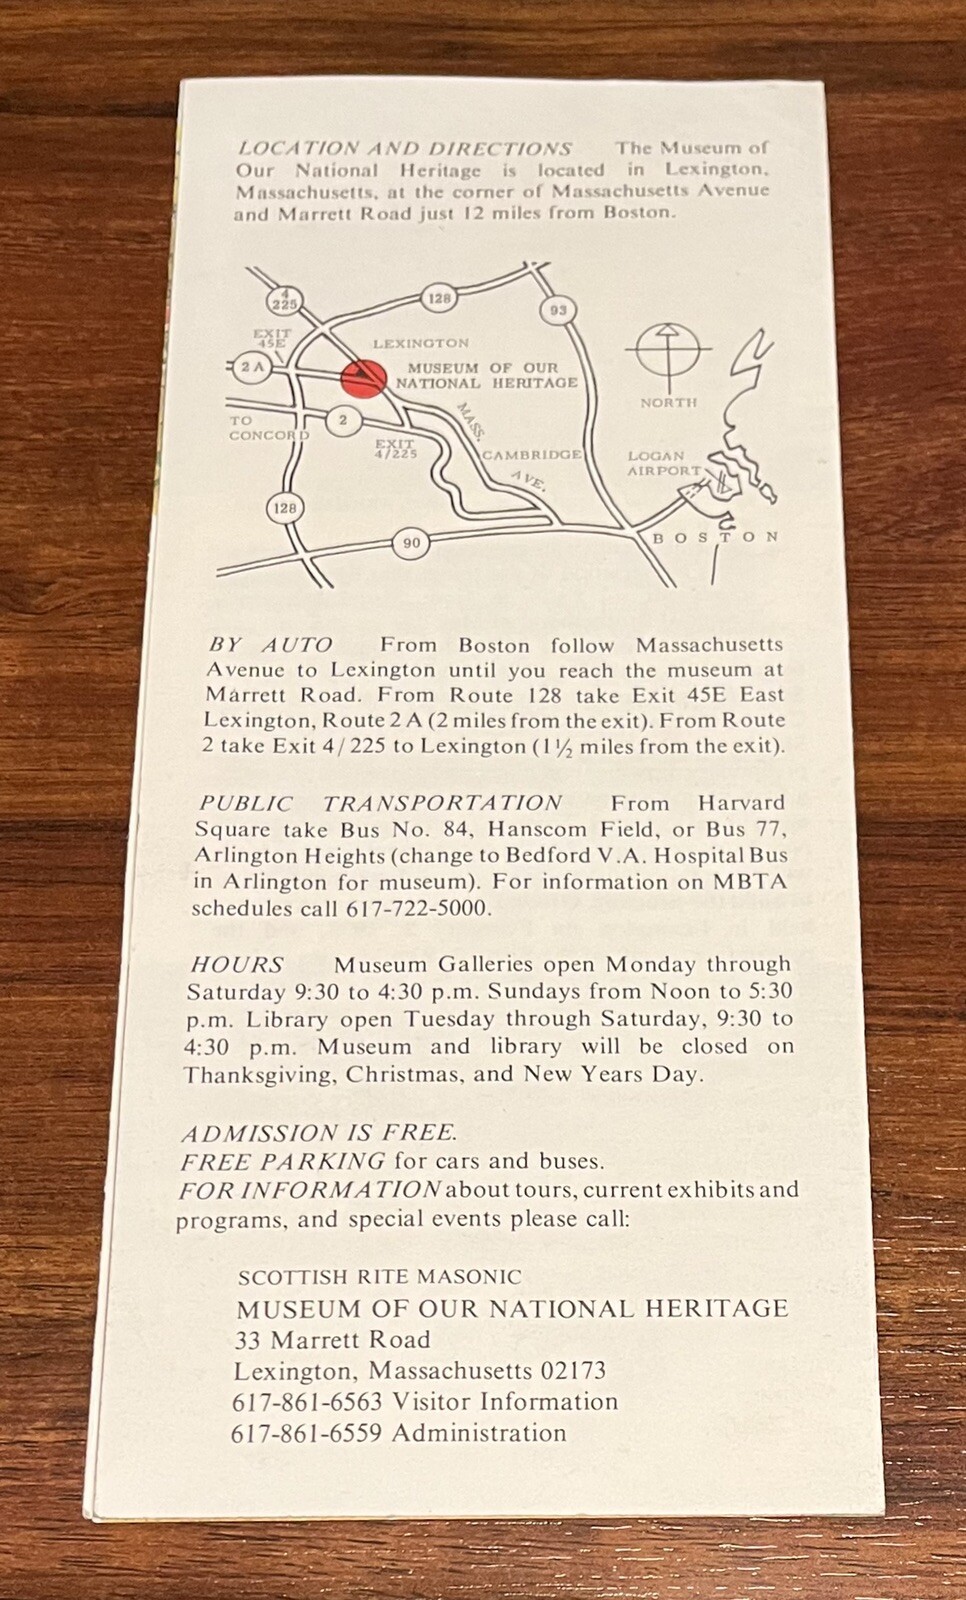 LOCATION AND DIRECTIONS The Museum of
Our National Heritage is located in Lexington,
Massachusetts, at the corner of Massachusetts Avenue
and Marrett Road just 12 miles from Boston.
4
225
128
93
EXIT
45E
LEXINGTON
2 A
MUSEUM OF OUR
NATIONAL HERITAGE
NORTH
TO
CONCORD
2
MASS.
EXIT
4/225
CAMBRIDGE
AVE.
LOGAN
AIRPORT
128
90
BOSTON
BY AUTO From Boston follow Massachusetts
Avenue to Lexington until you reach the museum at
Marrett Road. From Route 128 take Exit 45E East
Lexington, Route 2 A (2 miles from the exit). From Route
2 take Exit 4/225 to Lexington (1½ miles from the exit).
PUBLIC TRANSPORTATION From Harvard
Square take Bus No. 84, Hanscom Field, or Bus 77,
Arlington Heights (change to Bedford V.A. Hospital Bus
in Arlington for museum). For information on MBTA
schedules call 617-722-5000.
HOURS Museum Galleries open Monday through
Saturday 9:30 to 4:30 p.m. Sundays from Noon to 5:30
p.m. Library open Tuesday through Saturday, 9:30 to
4:30 p.m. Museum and library will be closed on
Thanksgiving, Christmas, and New Years Day.
ADMISSION IS FREE.
FREE PARKING for cars and buses.
FOR INFORMATION about tours, current exhibits and
programs, and special events please call:
SCOTTISH RITE MASONIC
MUSEUM OF OUR NATIONAL HERITAGE
33 Marrett Road
Lexington, Massachusetts 02173
617-861-6563 Visitor Information
617-861-6559 Administration